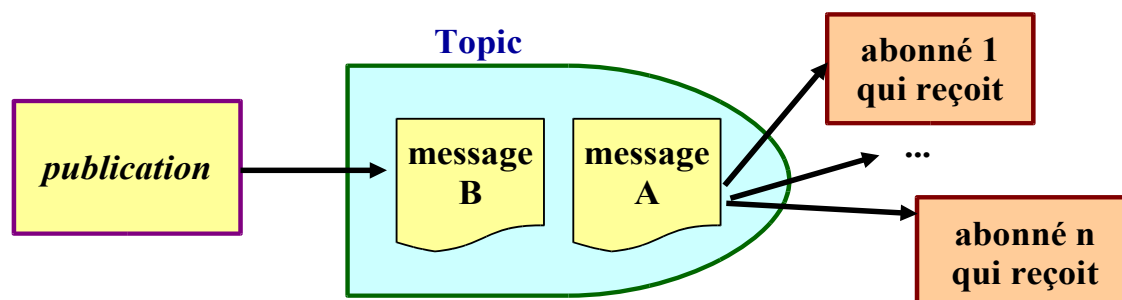 Topic
publication
message
B
message
A
abonné 1
qui reçoit
...
abonné n
qui reçoit